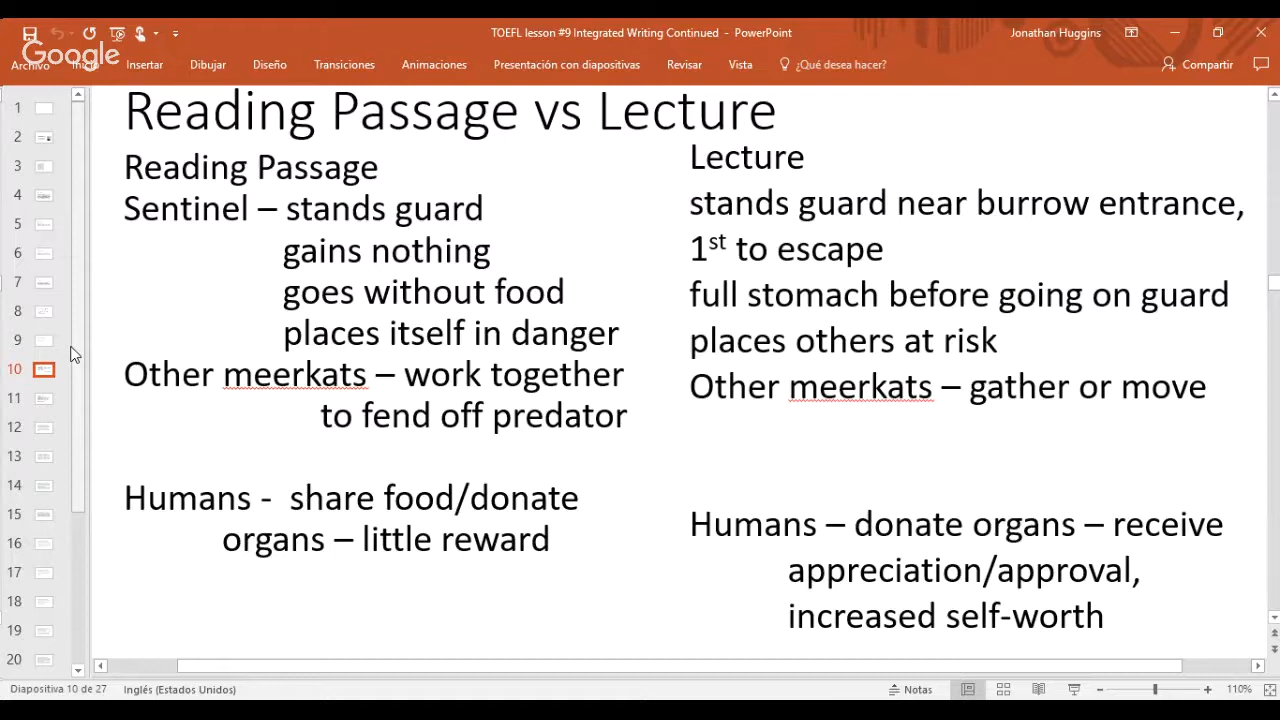 TOEFL lesson #9 Integrated Writing Continued - PowerPoint
Jonathan Huggins
Google
Archivo Inicio Insertar Dibujar Diseño Transiciones Animaciones Presentación con diapositivas Revisar Vista ¿Qué desea hacer? Compartir
Reading Passage vs Lecture
Reading Passage
Sentinel – stands guard
gains nothing
goes without food
places itself in danger
Other meerkats – work together
to fend off predator
Humans - share food/donate
organs – little reward
Lecture
stands guard near burrow entrance,
1st to escape
full stomach before going on guard
places others at risk
Other meerkats – gather or move
Humans – donate organs – receive
appreciation/approval,
increased self-worth
1
2
3
4
5
6
7
8
9
10
11
12
13
14
15
16
17
18
19
20
Diapositiva 10 de 27 Inglés (Estados Unidos) Notas 110%